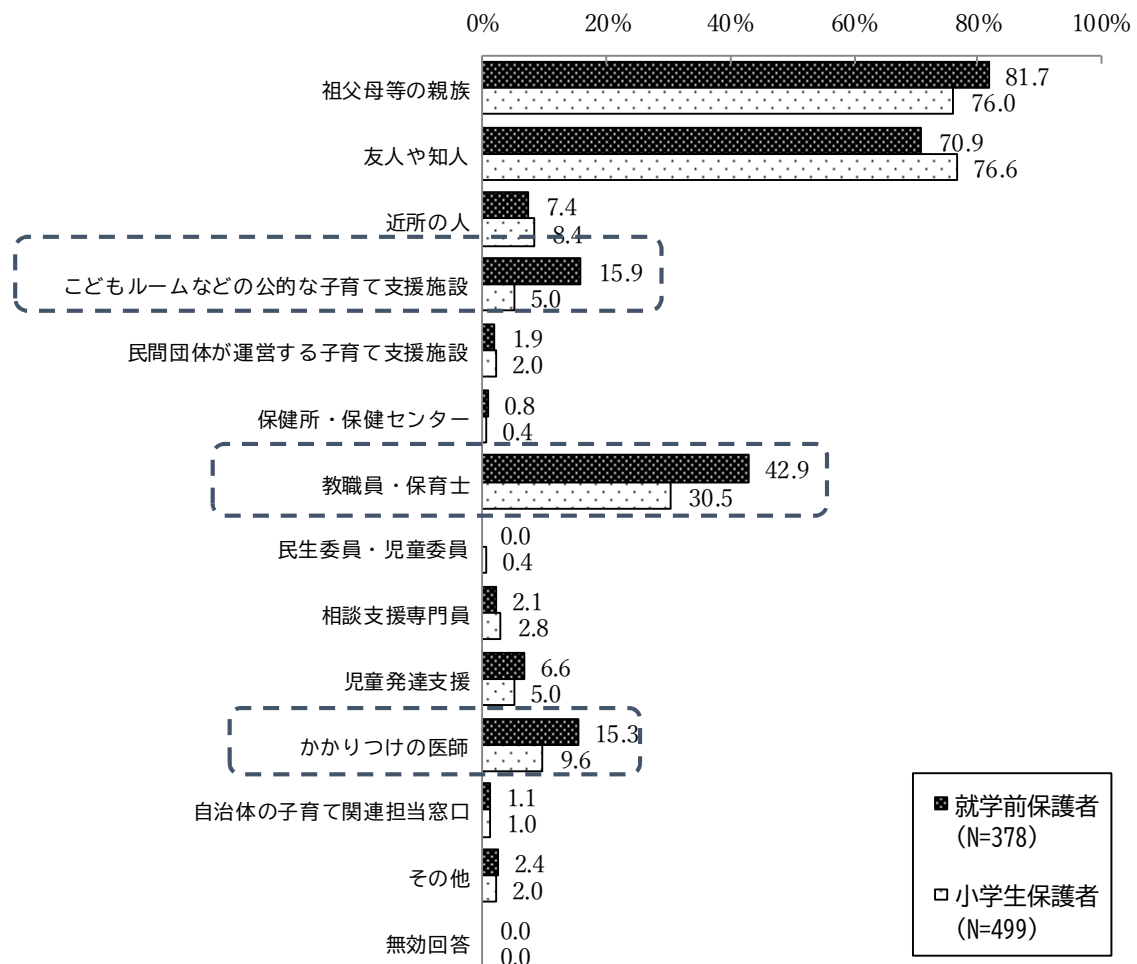 0% 20% 40% 60% 80% 100%
祖父母等の親族 81.7
76.0
友人や知人 70.9
76.6
近所の人 7.4
8.4
こどもルームなどの公的な子育て支援施設 15.9
5.0
民間団体が運営する子育て支援施設 1.9
2.0
保健所・保健センター 0.8
0.4
教職員・保育士 42.9
30.5
民生委員・児童委員 0.0
0.4
相談支援専門員 2.1
2.8
児童発達支援 6.6
5.0
かかりつけの医師 15.3
9.6
自治体の子育て関連担当窓口 1.1
1.0
その他 2.4
2.0
無効回答 0.0
0.0
就学前保護者
(N=378)
小学生保護者
(N=499)